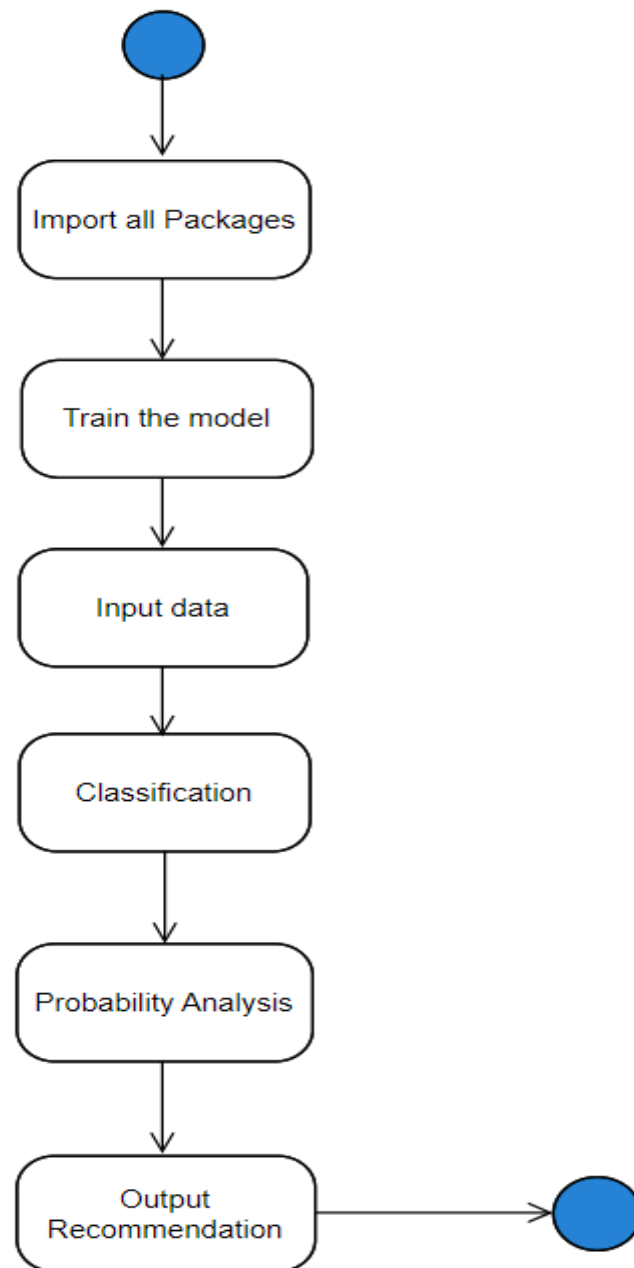 Import all Packages
Train the model
Input data
Classification
Probability Analysis
Output
Recommendation